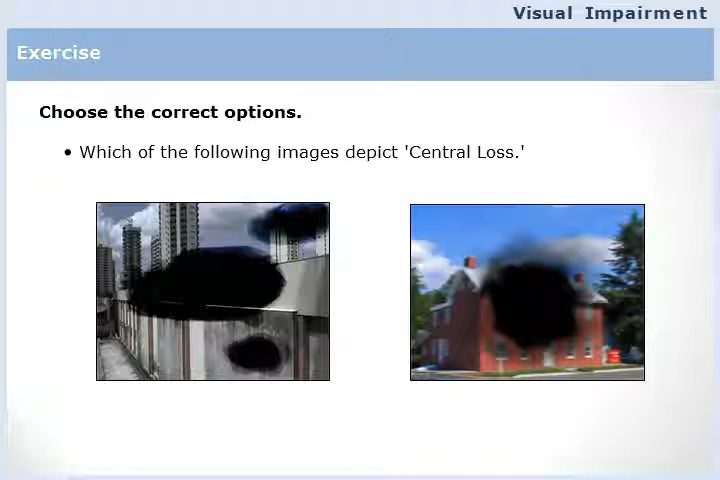 Visual Impairment
Exercise
Choose the correct options.
• Which of the following images depict 'Central Loss.'